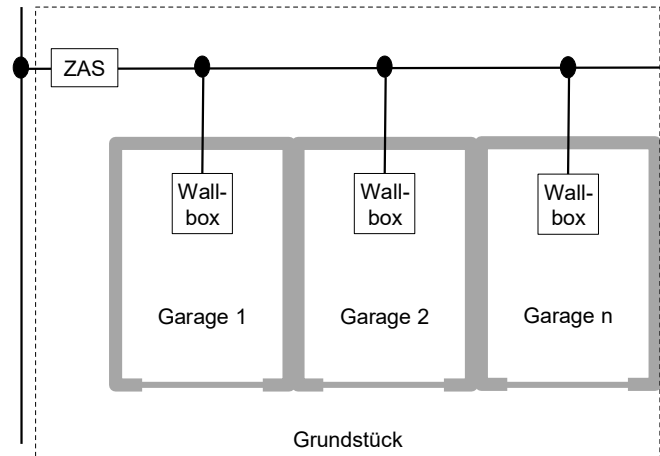 ZAS
Wall-
box
Wall-
box
Wall-
box
Garage 1
Garage 2
Garage n
Grundstück